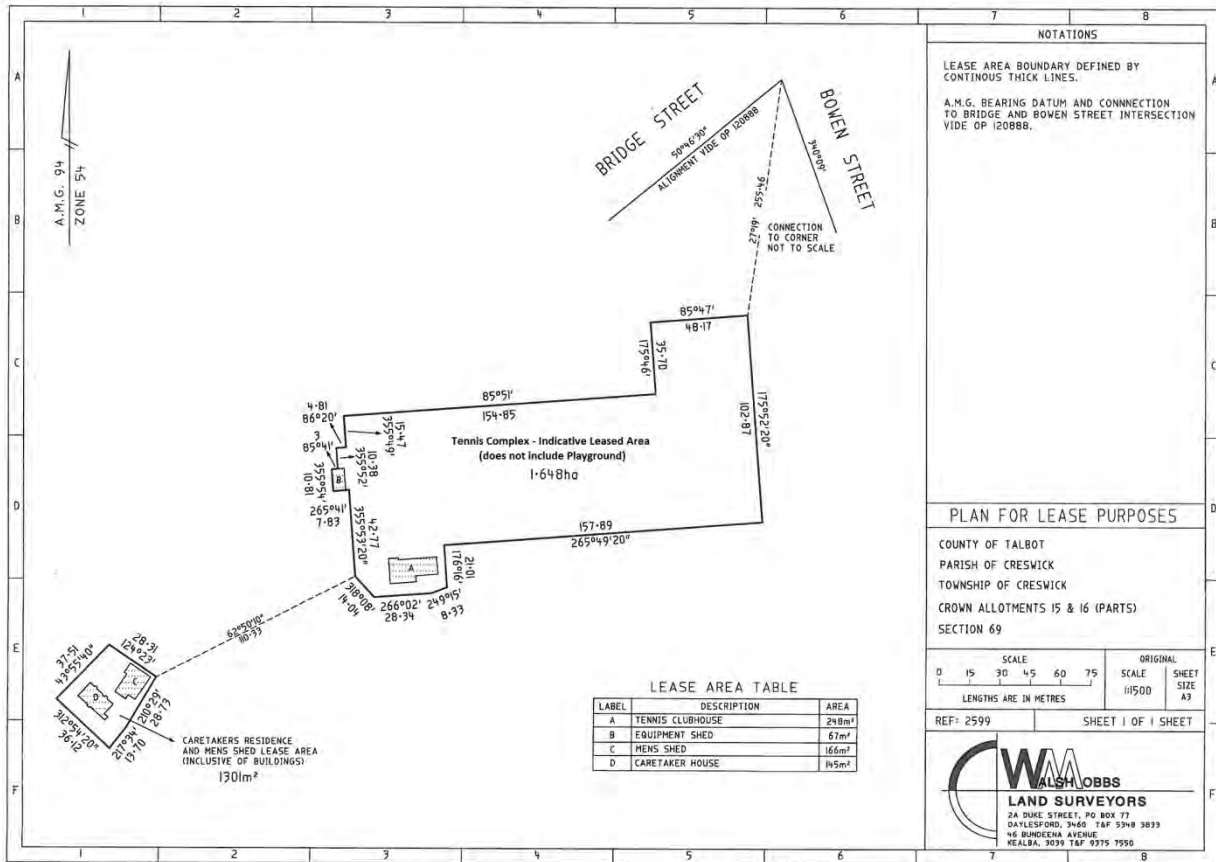 1 2 3 4 5 6 7 8
A
B
C
D
E
F
A.M.G. 94
ZONE 54
BRIDGE STREET
50°46'30"
ALIGNMENT VIDE OP 120888
BOWEN STREET
340°09'
27°19' 255·46
CONNECTION
TO CORNER
NOT TO SCALE
85°47'
48·17
175°46'
35·70
85°51'
154·85
175°52'20"
102·87
4·81
86°20'
15·47
355°49'
3
85°41'
10·38
355°52'
355°54'
10·81
B
265°41'
7·83
42·77
355°53'20"
Tennis Complex - Indicative Leased Area
(does not include Playground)
1·648ha
157·89
265°49'20"
A
21·01
176°16'
318°08'
14·04
266°02'
28·34
249°15'
8·33
62°50'10"
110·33
28·31
124°23'
37·51
43°55'40"
C
D
210°29'
28·73
312°54'20"
36·12
217°34'
13·70
CARETAKERS RESIDENCE
AND MENS SHED LEASE AREA
(INCLUSIVE OF BUILDINGS)
1301m²
LEASE AREA TABLE
LABEL DESCRIPTION AREA
A TENNIS CLUBHOUSE 248m²
B EQUIPMENT SHED 67m²
C MENS SHED 166m²
D CARETAKER HOUSE 145m²
NOTATIONS
LEASE AREA BOUNDARY DEFINED BY
CONTINOUS THICK LINES.
A.M.G. BEARING DATUM AND CONNNECTION
TO BRIDGE AND BOWEN STREET INTERSECTION
VIDE OP 120888.
PLAN FOR LEASE PURPOSES
COUNTY OF TALBOT
PARISH OF CRESWICK
TOWNSHIP OF CRESWICK
CROWN ALLOTMENTS 15 & 16 (PARTS)
SECTION 69
SCALE
0 15 30 45 60 75
LENGTHS ARE IN METRES
ORIGINAL
SCALE
1:1500
SHEET
SIZE
A3
REF: 2599
SHEET 1 OF 1 SHEET
WALSH MOBBS
LAND SURVEYORS
2A DUKE STREET, PO BOX 77
DAYLESFORD, 3460 T&F 5348 3833
46 BUNDEENA AVENUE
KEALBA, 3039 T&F 9375 7550
A
B
C
D
E
F
1 2 3 4 5 6 7 8